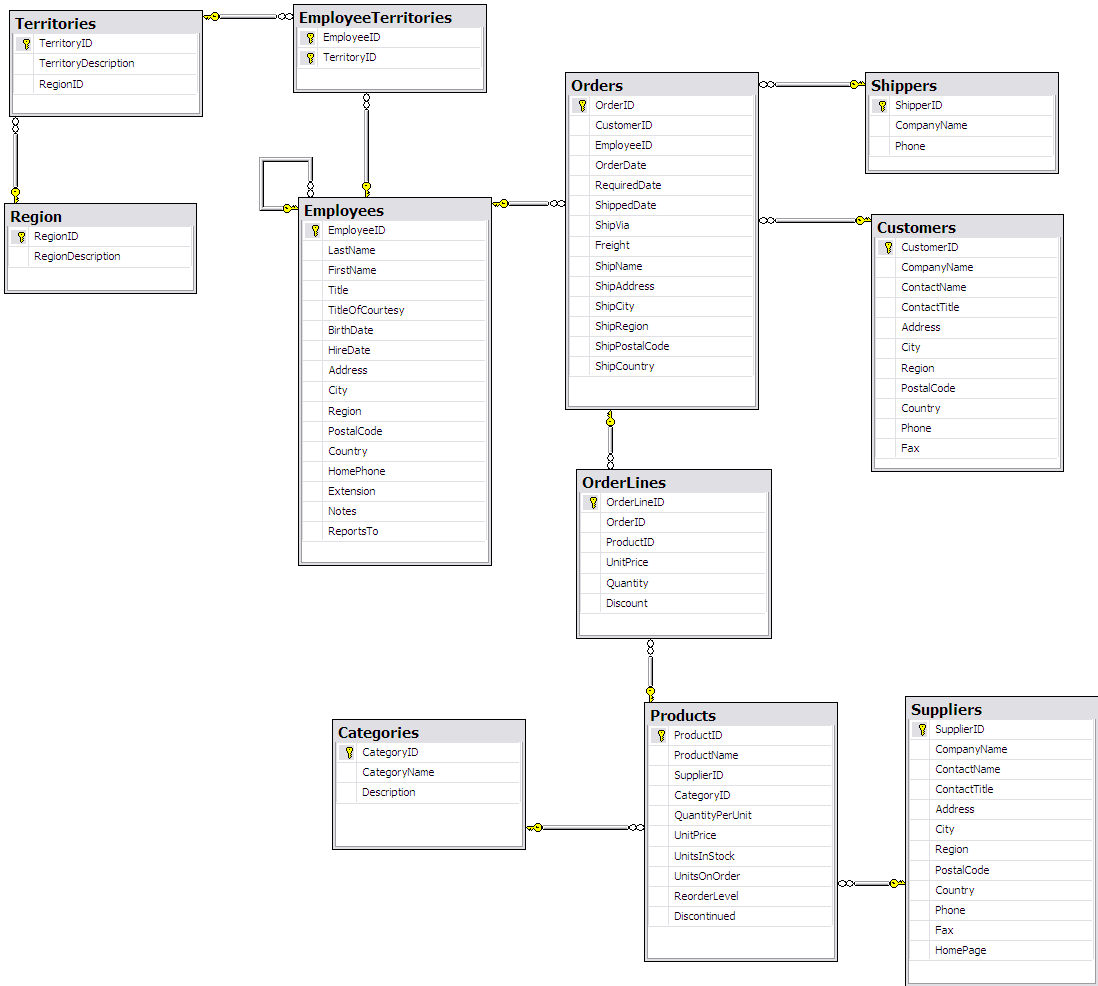 Territories
TerritoryID
TerritoryDescription
RegionID
EmployeeTerritories
EmployeeID
TerritoryID
Orders
OrderID
CustomerID
EmployeeID
OrderDate
RequiredDate
ShippedDate
ShipVia
Freight
ShipName
ShipAddress
ShipCity
ShipRegion
ShipPostalCode
ShipCountry
Shippers
ShipperID
CompanyName
Phone
Region
RegionID
RegionDescription
Employees
EmployeeID
LastName
FirstName
Title
TitleOfCourtesy
BirthDate
HireDate
Address
City
Region
PostalCode
Country
HomePhone
Extension
Notes
ReportsTo
Customers
CustomerID
CompanyName
ContactName
ContactTitle
Address
City
Region
PostalCode
Country
Phone
Fax
OrderLines
OrderLineID
OrderID
ProductID
UnitPrice
Quantity
Discount
Categories
CategoryID
CategoryName
Description
Products
ProductID
ProductName
SupplierID
CategoryID
QuantityPerUnit
UnitPrice
UnitsInStock
UnitsOnOrder
ReorderLevel
Discontinued
Suppliers
SupplierID
CompanyName
ContactName
ContactTitle
Address
City
Region
PostalCode
Country
Phone
Fax
HomePage